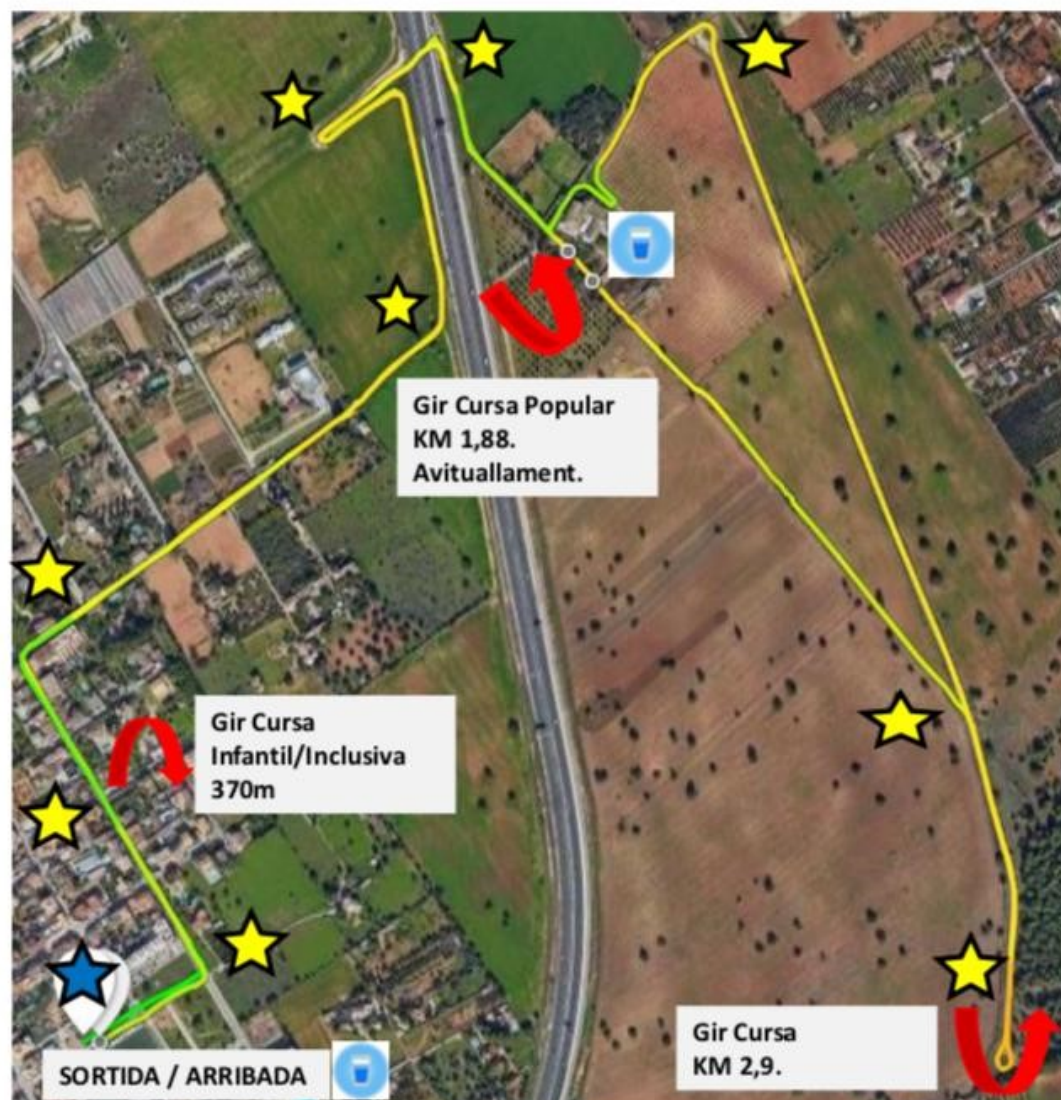 Gir Cursa Popular
KM 1,88.
Avituallament.
Gir Cursa
Infantil/Inclusiva
370m
Gir Cursa
KM 2,9.
SORTIDA / ARRIBADA